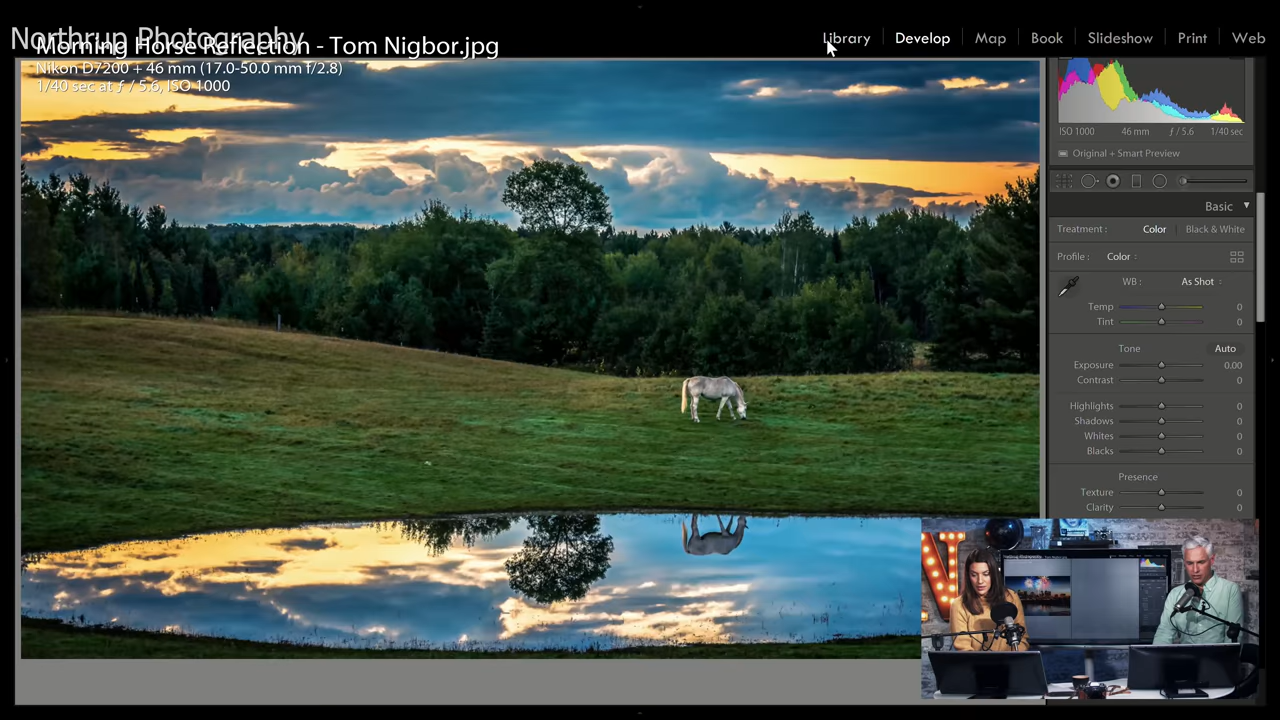 Northrup Photography
Morning Horse Reflection - Tom Nigbor.jpg
Nikon D7200 + 46 mm (17.0-50.0 mm f/2.8)
1/40 sec at ƒ / 5.6, ISO 1000
Library Develop Map Book Slideshow Print Web
ISO 1000 46 mm ƒ / 5.6 1/40 sec
Original + Smart Preview
Basic
Treatment : Color Black & White
Profile : Color
WB : As Shot
Temp 0
Tint 0
Tone Auto
Exposure 0.00
Contrast 0
Highlights 0
Shadows 0
Whites 0
Blacks 0
Presence
Texture 0
Clarity 0